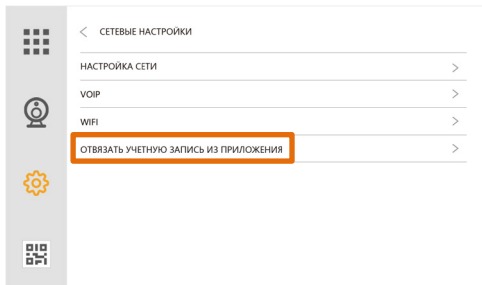 СЕТЕВЫЕ НАСТРОЙКИ
НАСТРОЙКА СЕТИ
VOIP
WIFI
ОТВЯЗАТЬ УЧЕТНУЮ ЗАПИСЬ ИЗ ПРИЛОЖЕНИЯ